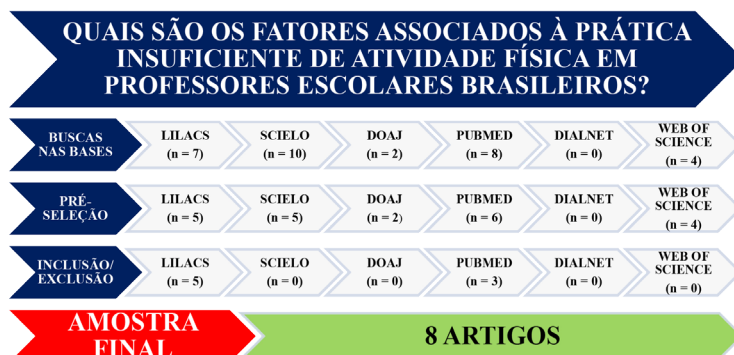 QUAIS SÃO OS FATORES ASSOCIADOS À PRÁTICA
INSUFICIENTE DE ATIVIDADE FÍSICA EM
PROFESSORES ESCOLARES BRASILEIROS?
BUSCAS
NAS BASES
LILACS
(n = 7)
SCIELO
(n = 10)
DOAJ
(n = 2)
PUBMED
(n = 8)
DIALNET
(n = 0)
WEB OF
SCIENCE
(n = 4)
PRÉ-
SELEÇÃO
LILACS
(n = 5)
SCIELO
(n = 5)
DOAJ
(n = 2)
PUBMED
(n = 6)
DIALNET
(n = 0)
WEB OF
SCIENCE
(n = 4)
INCLUSÃO/
EXCLUSÃO
LILACS
(n = 5)
SCIELO
(n = 0)
DOAJ
(n = 0)
PUBMED
(n = 3)
DIALNET
(n = 0)
WEB OF
SCIENCE
(n = 0)
AMOSTRA
FINAL
8 ARTIGOS